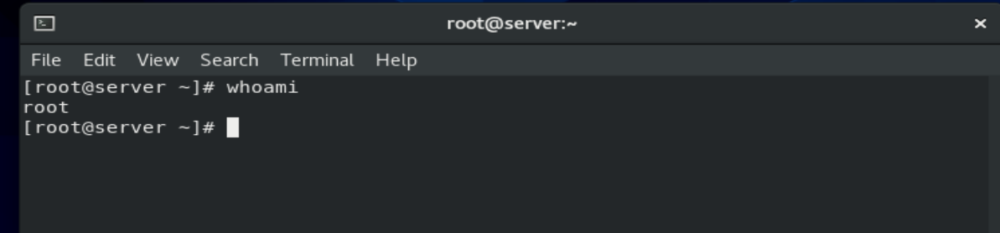 root@server:~
File Edit View Search Terminal Help
[root@server ~]# whoami
root
[root@server ~]#